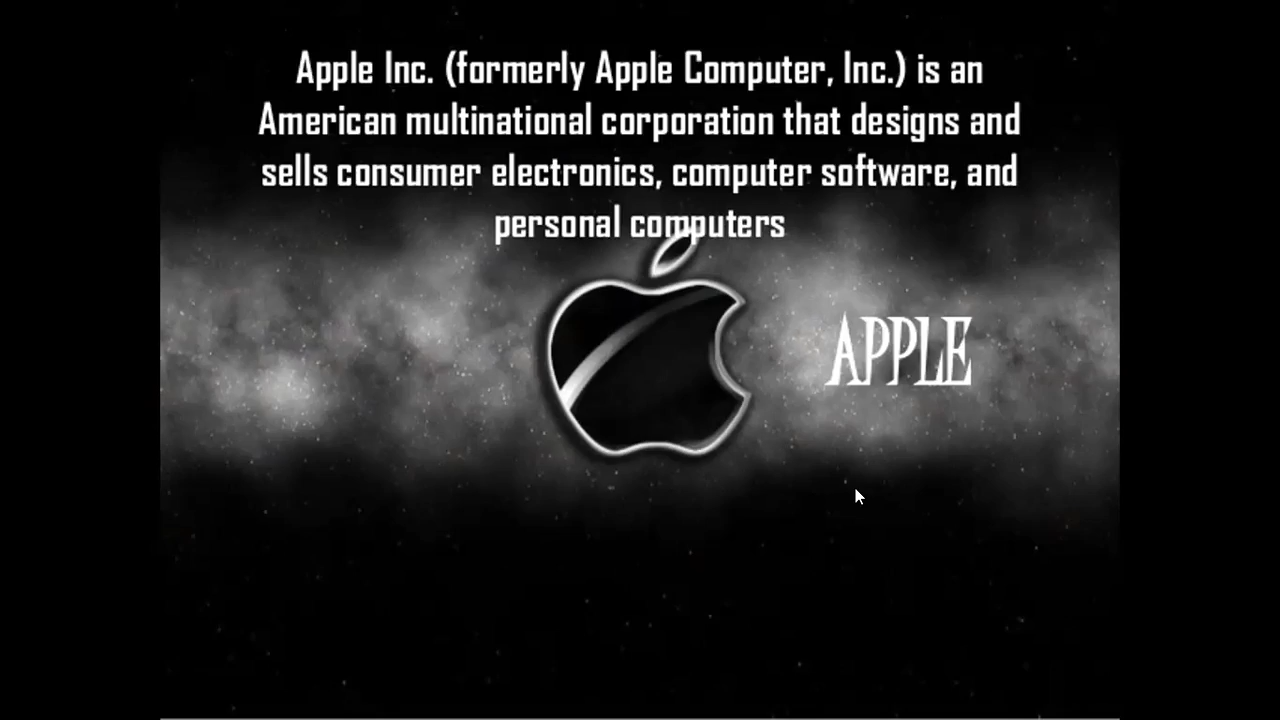 Apple Inc. (formerly Apple Computer, Inc.) is an
American multinational corporation that designs and
sells consumer electronics, computer software, and
personal computers
APPLE